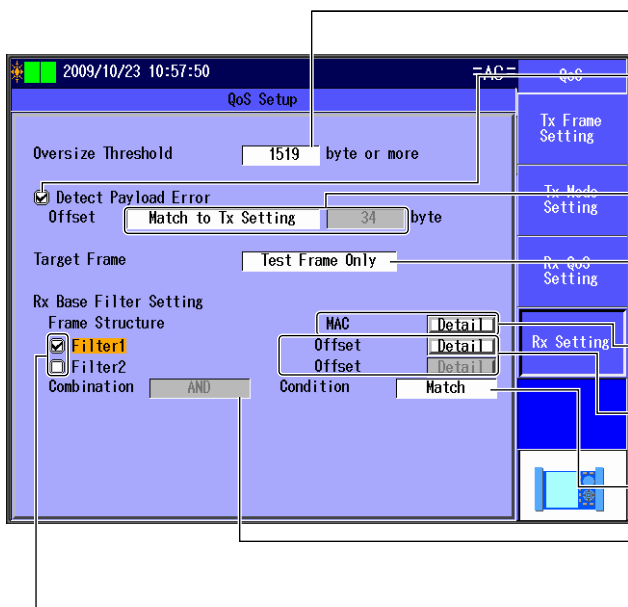 2009/10/23 10:57:50
AC
QoS
QoS Setup
Tx Frame
Setting
Oversize Threshold 1519 byte or more
Detect Payload Error
Offset Match to Tx Setting 34 byte
Tx Mode
Setting
Target Frame Test Frame Only
Rx QoS
Setting
Rx Base Filter Setting
Frame Structure MAC Detail
Filter1 Offset Detail
Rx Setting
Filter2 Offset Detail
Combination AND Condition Match